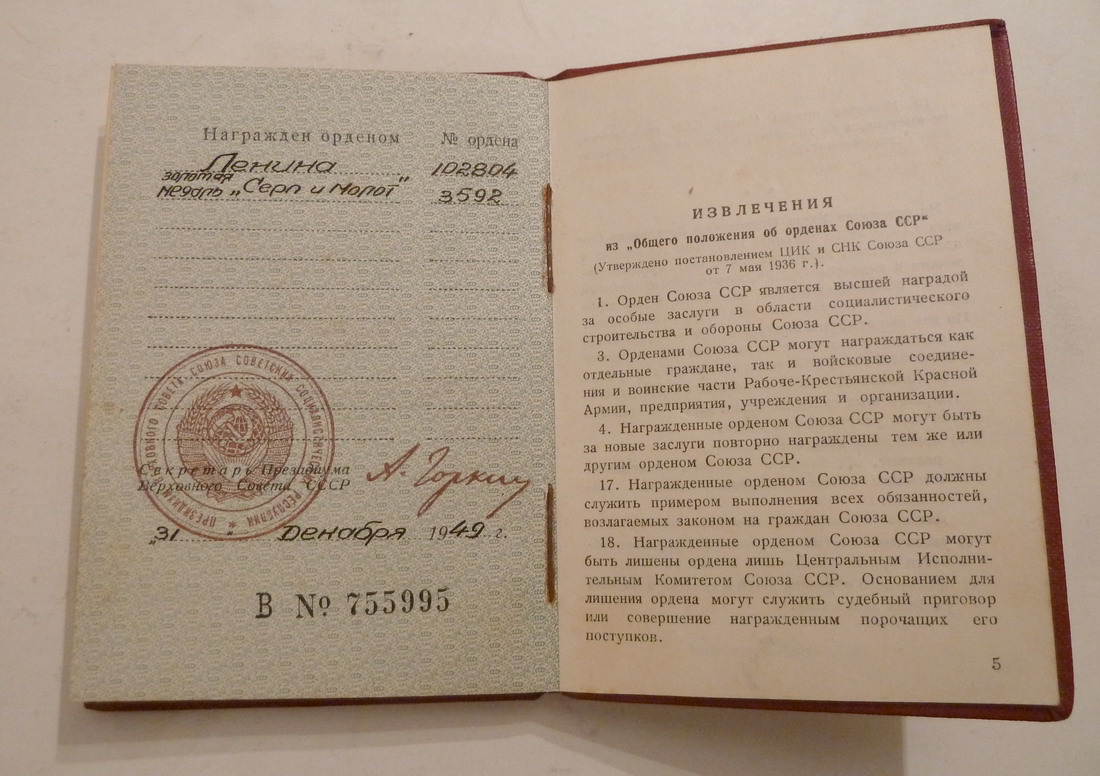 Награжден орденом № ордена
Ленина 102804
золотая
медаль „Серп и Молот" 3592
ПРЕЗИДИУМ ВЕРХОВНОГО СОВЕТА СОЮЗА СОВЕТСКИХ СОЦИАЛИСТИЧЕСКИХ РЕСПУБЛИК
Секретарь Президиума
Верховного Совета СССР
А. Горкин
„31" Декабря 1949 г.
В № 755995
ИЗВЛЕЧЕНИЯ
из „Общего положения об орденах Союза ССР“
(Утверждено постановлением ЦИК и СНК Союза ССР
от 7 мая 1936 г.).
1. Орден Союза ССР является высшей наградой
за особые заслуги в области социалистического
строительства и обороны Союза ССР.
3. Орденами Союза ССР могут награждаться как
отдельные граждане, так и войсковые соедине-
ния и воинские части Рабоче-Крестьянской Красной
Армии, предприятия, учреждения и организации.
4. Награжденные орденом Союза ССР могут быть
за новые заслуги повторно награждены тем же или
другим орденом Союза ССР.
17. Награжденные орденом Союза ССР должны
служить примером выполнения всех обязанностей,
возлагаемых законом на граждан Союза ССР.
18. Награжденные орденом Союза ССР могут
быть лишены ордена лишь Центральным Исполни-
тельным Комитетом Союза ССР. Основанием для
лишения ордена могут служить судебный приговор
или совершение награжденным порочащих его
поступков.
5